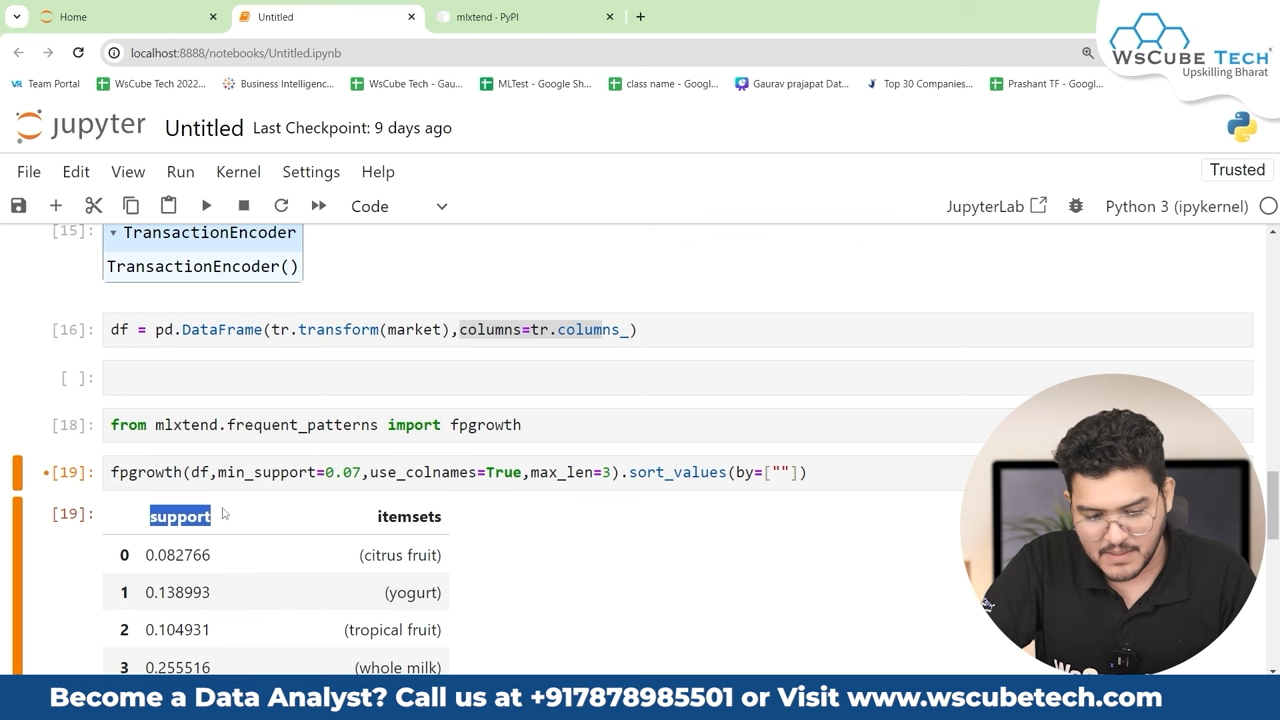 Home
Untitled
mlxtend · PyPI
localhost:8888/notebooks/Untitled.ipynb
WsCube Tech
Upskilling Bharat
VR Team Portal
WsCube Tech 2022...
Business Intelligenc...
WsCube Tech - Gau...
MLTest - Google Sh...
class name - Googl...
Gaurav prajapat Dat...
Top 30 Companies...
Prashant TF - Googl...
jupyter Untitled Last Checkpoint: 9 days ago
File Edit View Run Kernel Settings Help
Trusted
Code
JupyterLab
Python 3 (ipykernel)
[15]:
TransactionEncoder
TransactionEncoder()
[16]: df = pd.DataFrame(tr.transform(market),columns=tr.columns_)
[ ]:
[18]: from mlxtend.frequent_patterns import fpgrowth
[19]: fpgrowth(df,min_support=0.07,use_colnames=True,max_len=3).sort_values(by=[""])
[19]: support itemsets
0 0.082766 (citrus fruit)
1 0.138993 (yogurt)
2 0.104931 (tropical fruit)
3 0.255516 (whole milk)
Become a Data Analyst? Call us at +917878985501 or Visit www.wscubetech.com